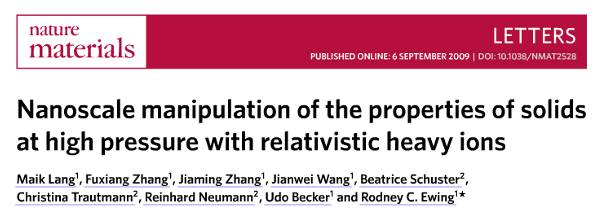 nature
materials
LETTERS
PUBLISHED ONLINE: 6 SEPTEMBER 2009 | DOI: 10.1038/NMAT2528
Nanoscale manipulation of the properties of solids
at high pressure with relativistic heavy ions
Maik Lang¹, Fuxiang Zhang¹, Jiaming Zhang¹, Jianwei Wang¹, Beatrice Schuster²,
Christina Trautmann², Reinhard Neumann², Udo Becker¹ and Rodney C. Ewing¹*